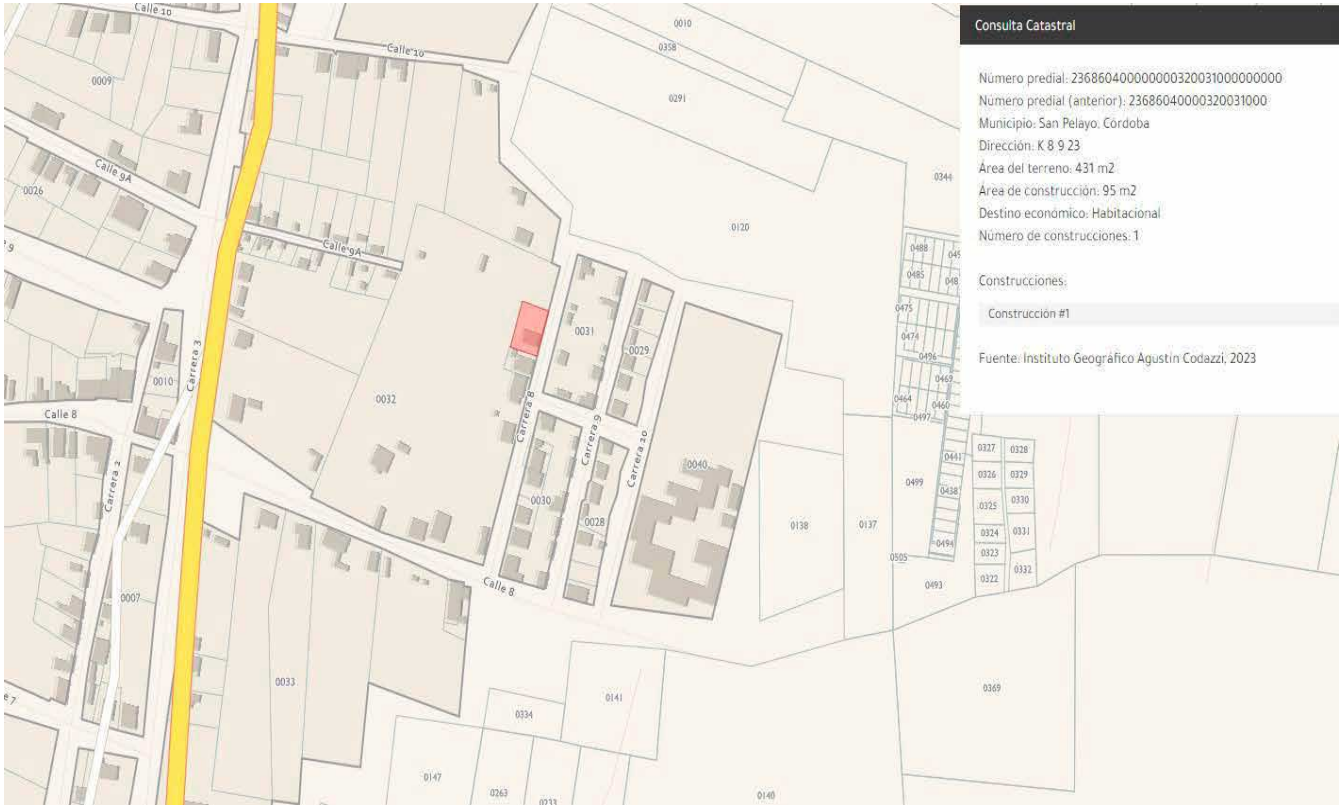 Consulta Catastral
Número predial: 236860400000000320031000000000
Número predial (anterior): 23686040000320031000
Municipio: San Pelayo, Córdoba
Dirección: K 8 9 23
Área del terreno: 431 m2
Área de construcción: 95 m2
Destino económico: Habitacional
Número de construcciones: 1
Construcciones:
Construcción #1
Fuente: Instituto Geográfico Agustín Codazzi, 2023
Calle 10
Calle 10
0010
0358
0009
0291
Calle 9A
0026
0344
0120
Calle 9A
0488
0485
0475
0031
0029
0474
0496
Carrera 3
0010
0469
0032
0464
0460
0497
Calle 8
Carrera 8
Carrera 9
Carrera 10
0327
0328
0441
0040
0326
0329
Carrera 2
0499
0438
0030
0325
0330
0028
0138
0137
0324
0331
0494
0323
0505
0332
0322
Calle 8
0493
0007
0033
0141
0369
0334
0147
0263
0233
0140